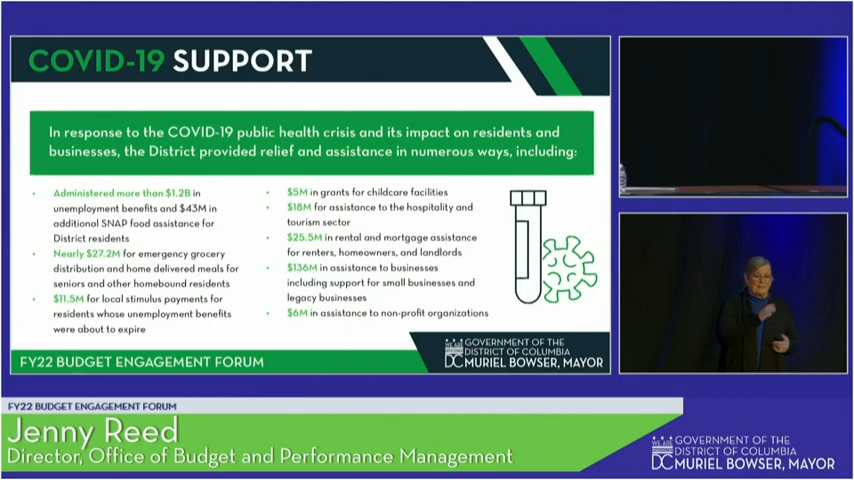 COVID-19 SUPPORT
In response to the COVID-19 public health crisis and its impact on residents and
businesses, the District provided relief and assistance in numerous ways, including:
• Administered more than $1.2B in
unemployment benefits and $43M in
additional SNAP food assistance for
District residents
• Nearly $27.2M for emergency grocery
distribution and home delivered meals for
seniors and other homebound residents
• $11.5M for local stimulus payments for
residents whose unemployment benefits
were about to expire
• $5M in grants for childcare facilities
• $18M for assistance to the hospitality and
tourism sector
• $25.5M in rental and mortgage assistance
for renters, homeowners, and landlords
• $136M in assistance to businesses
including support for small businesses and
legacy businesses
• $6M in assistance to non-profit organizations
FY22 BUDGET ENGAGEMENT FORUM
WE ARE
DC
GOVERNMENT OF THE
DISTRICT OF COLUMBIA
MURIEL BOWSER, MAYOR
FY22 BUDGET ENGAGEMENT FORUM
Jenny Reed
Director, Office of Budget and Performance Management
WE ARE
DC
GOVERNMENT OF THE
DISTRICT OF COLUMBIA
MURIEL BOWSER, MAYOR